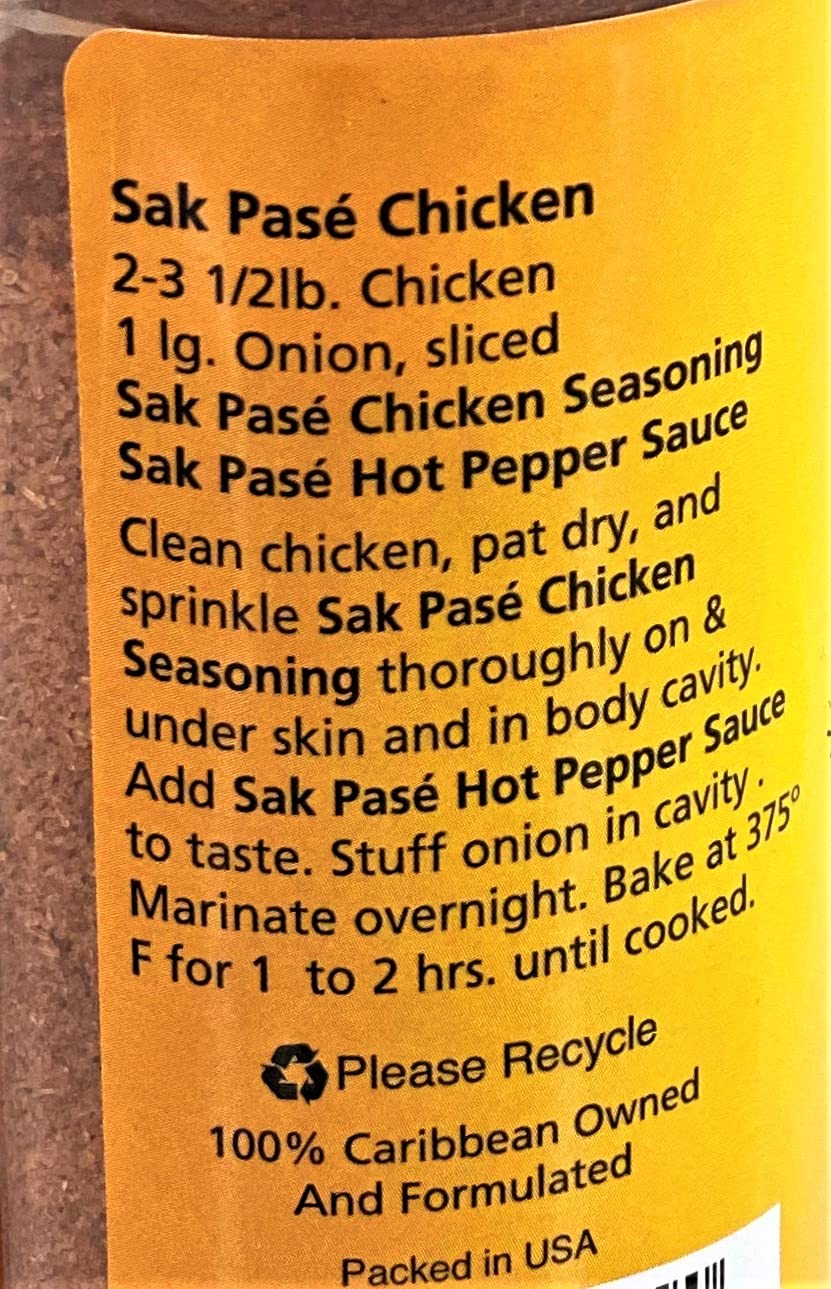 Sak Pasé Chicken
2-3 1/2lb. Chicken
1 lg. Onion, sliced
Sak Pasé Chicken Seasoning
Sak Pasé Hot Pepper Sauce
Clean chicken, pat dry, and
sprinkle Sak Pasé Chicken
Seasoning thoroughly on &
under skin and in body cavity.
Add Sak Pasé Hot Pepper Sauce
to taste. Stuff onion in cavity .
Marinate overnight. Bake at 375°
F for 1  to 2 hrs. until cooked.
Please Recycle
100% Caribbean Owned
And Formulated
Packed in USA